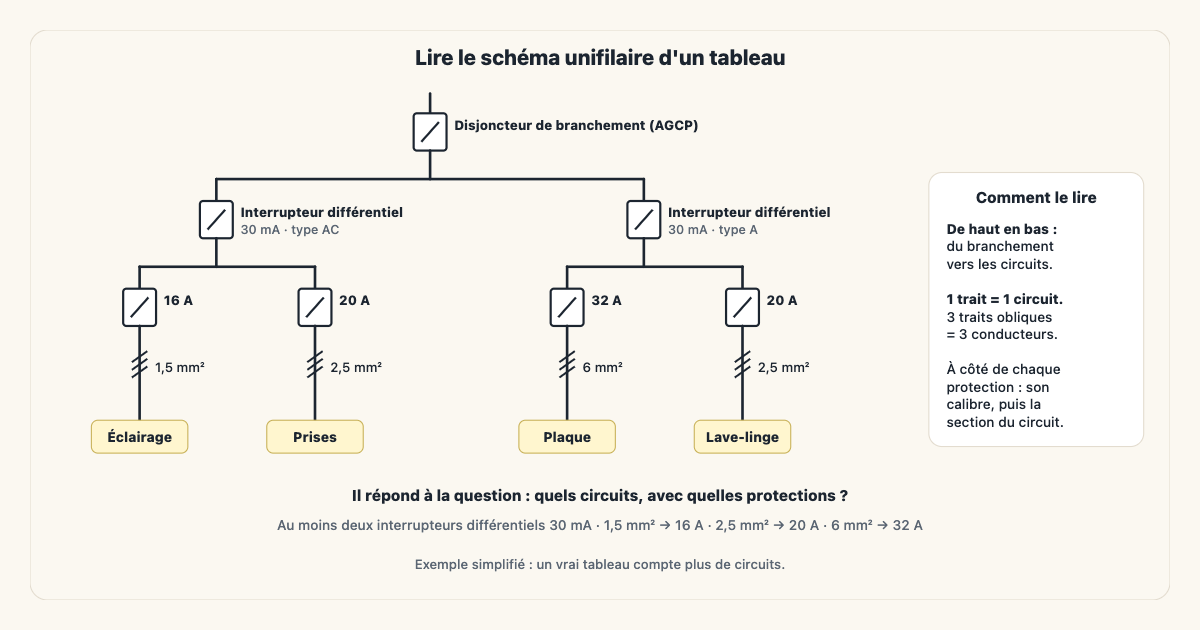 Lire le schéma unifilaire d'un tableau
Disjoncteur de branchement (AGCP)
Interrupteur différentiel
30 mA · type AC
Interrupteur différentiel
30 mA · type A
16 A
20 A
32 A
20 A
1,5 mm²
2,5 mm²
6 mm²
2,5 mm²
Éclairage
Prises
Plaque
Lave-linge
Comment le lire
De haut en bas :
du branchement
vers les circuits.
1 trait = 1 circuit.
3 traits obliques
= 3 conducteurs.
À côté de chaque
protection : son
calibre, puis la
section du circuit.
Il répond à la question : quels circuits, avec quelles protections ?
Au moins deux interrupteurs différentiels 30 mA · 1,5 mm² → 16 A · 2,5 mm² → 20 A · 6 mm² → 32 A
Exemple simplifié : un vrai tableau compte plus de circuits.